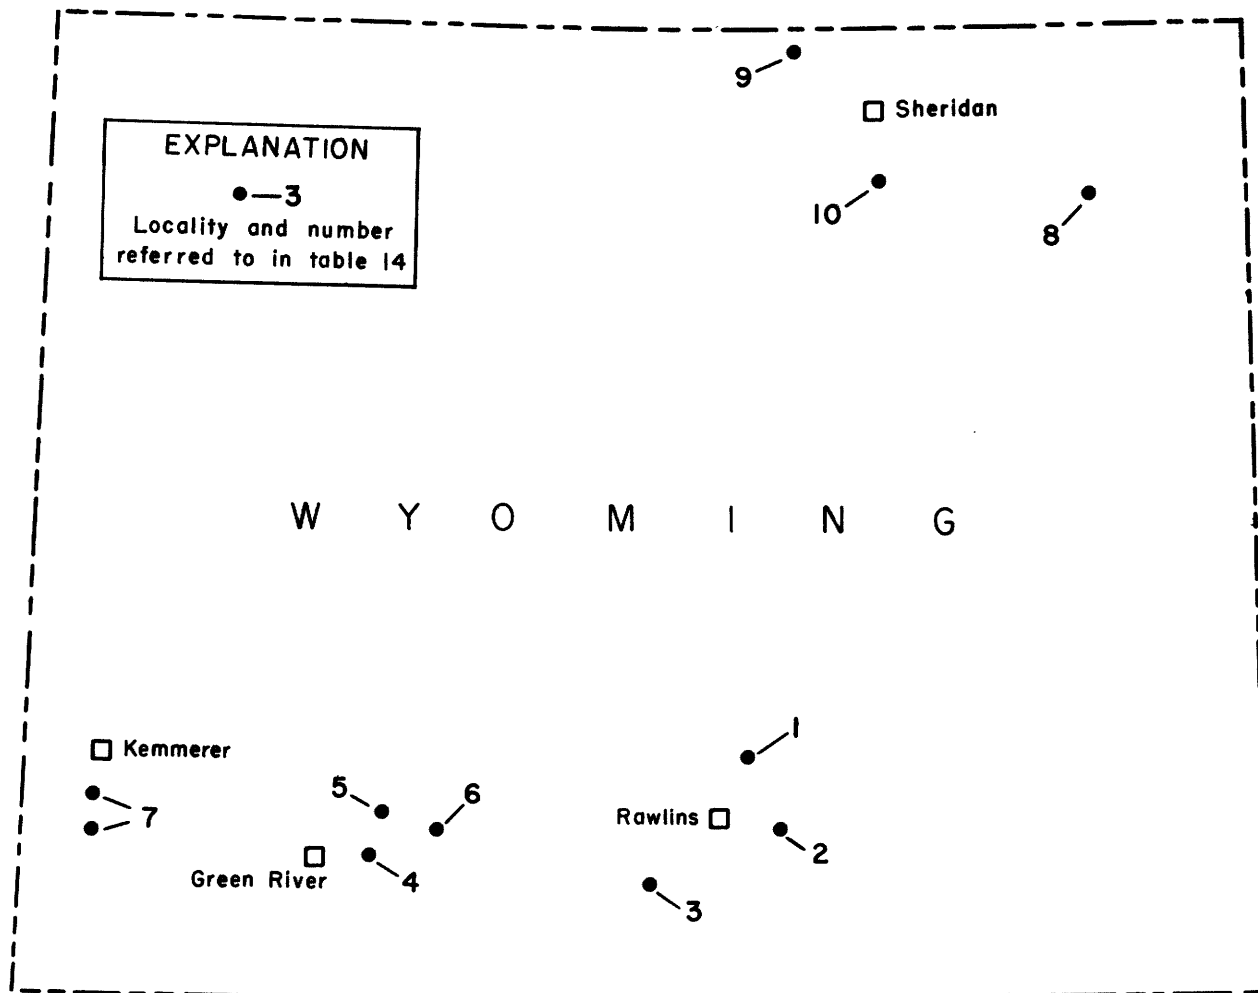 9
Sheridan
EXPLANATION
3
Locality and number
referred to in table 14
10
8
W Y O M I N G
1
Kemmerer
5
6
7
Rawlins
2
Green River
4
3